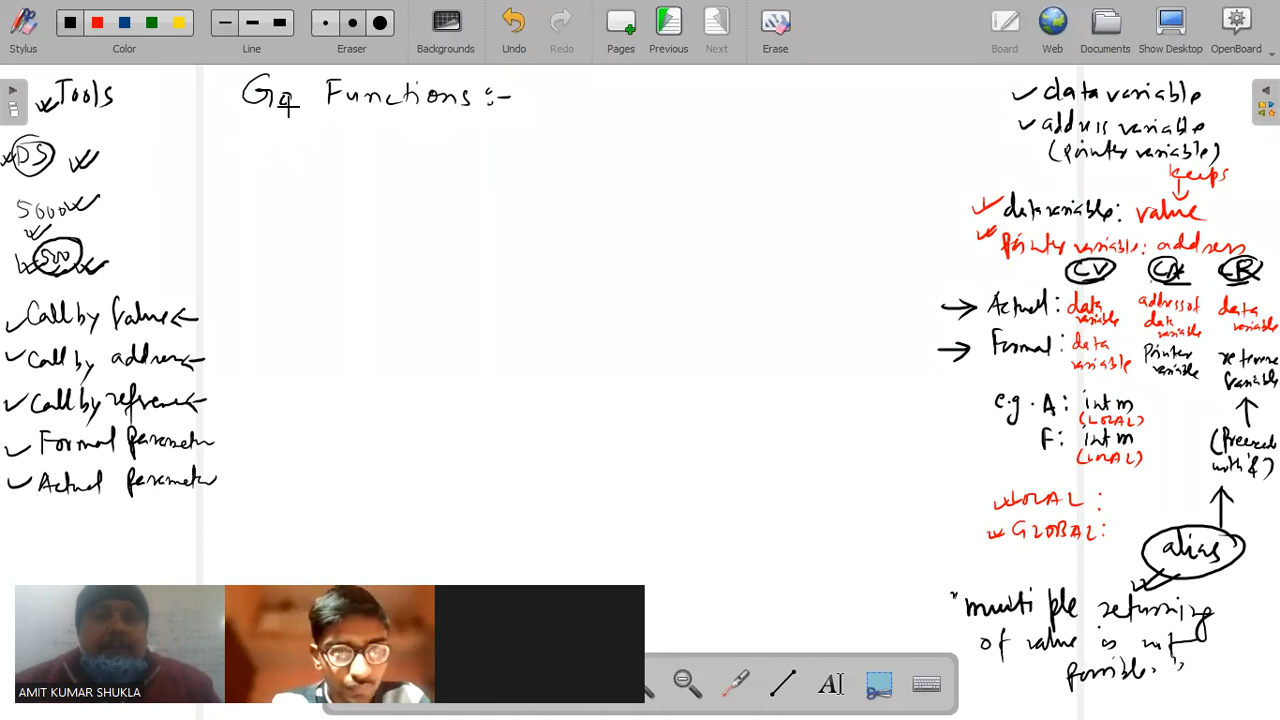 Stylus
Color
Line
Eraser
Backgrounds
Undo
Redo
Pages
Previous
Next
Erase
Board
Web
Documents
Show Desktop
OpenBoard
Tools
DS
5000
500
Call by Value
Call by address
Call by reference
Formal parameter
Actual parameter
Functions :-
data variable
address variable
(pointer variable)
keeps
data variable: value
pointer variable: address
CV CA CR
Actual: data variable address of data variable data variable
Formal: data variable Pointer variable reference variable
e.g. A: int m
(LOCAL)
F: int m
(LOCAL)
(Preceed with '&')
LOCAL :
GLOBAL:
alias
"multiple returning
of value is not
possible."
AMIT KUMAR SHUKLA
AI